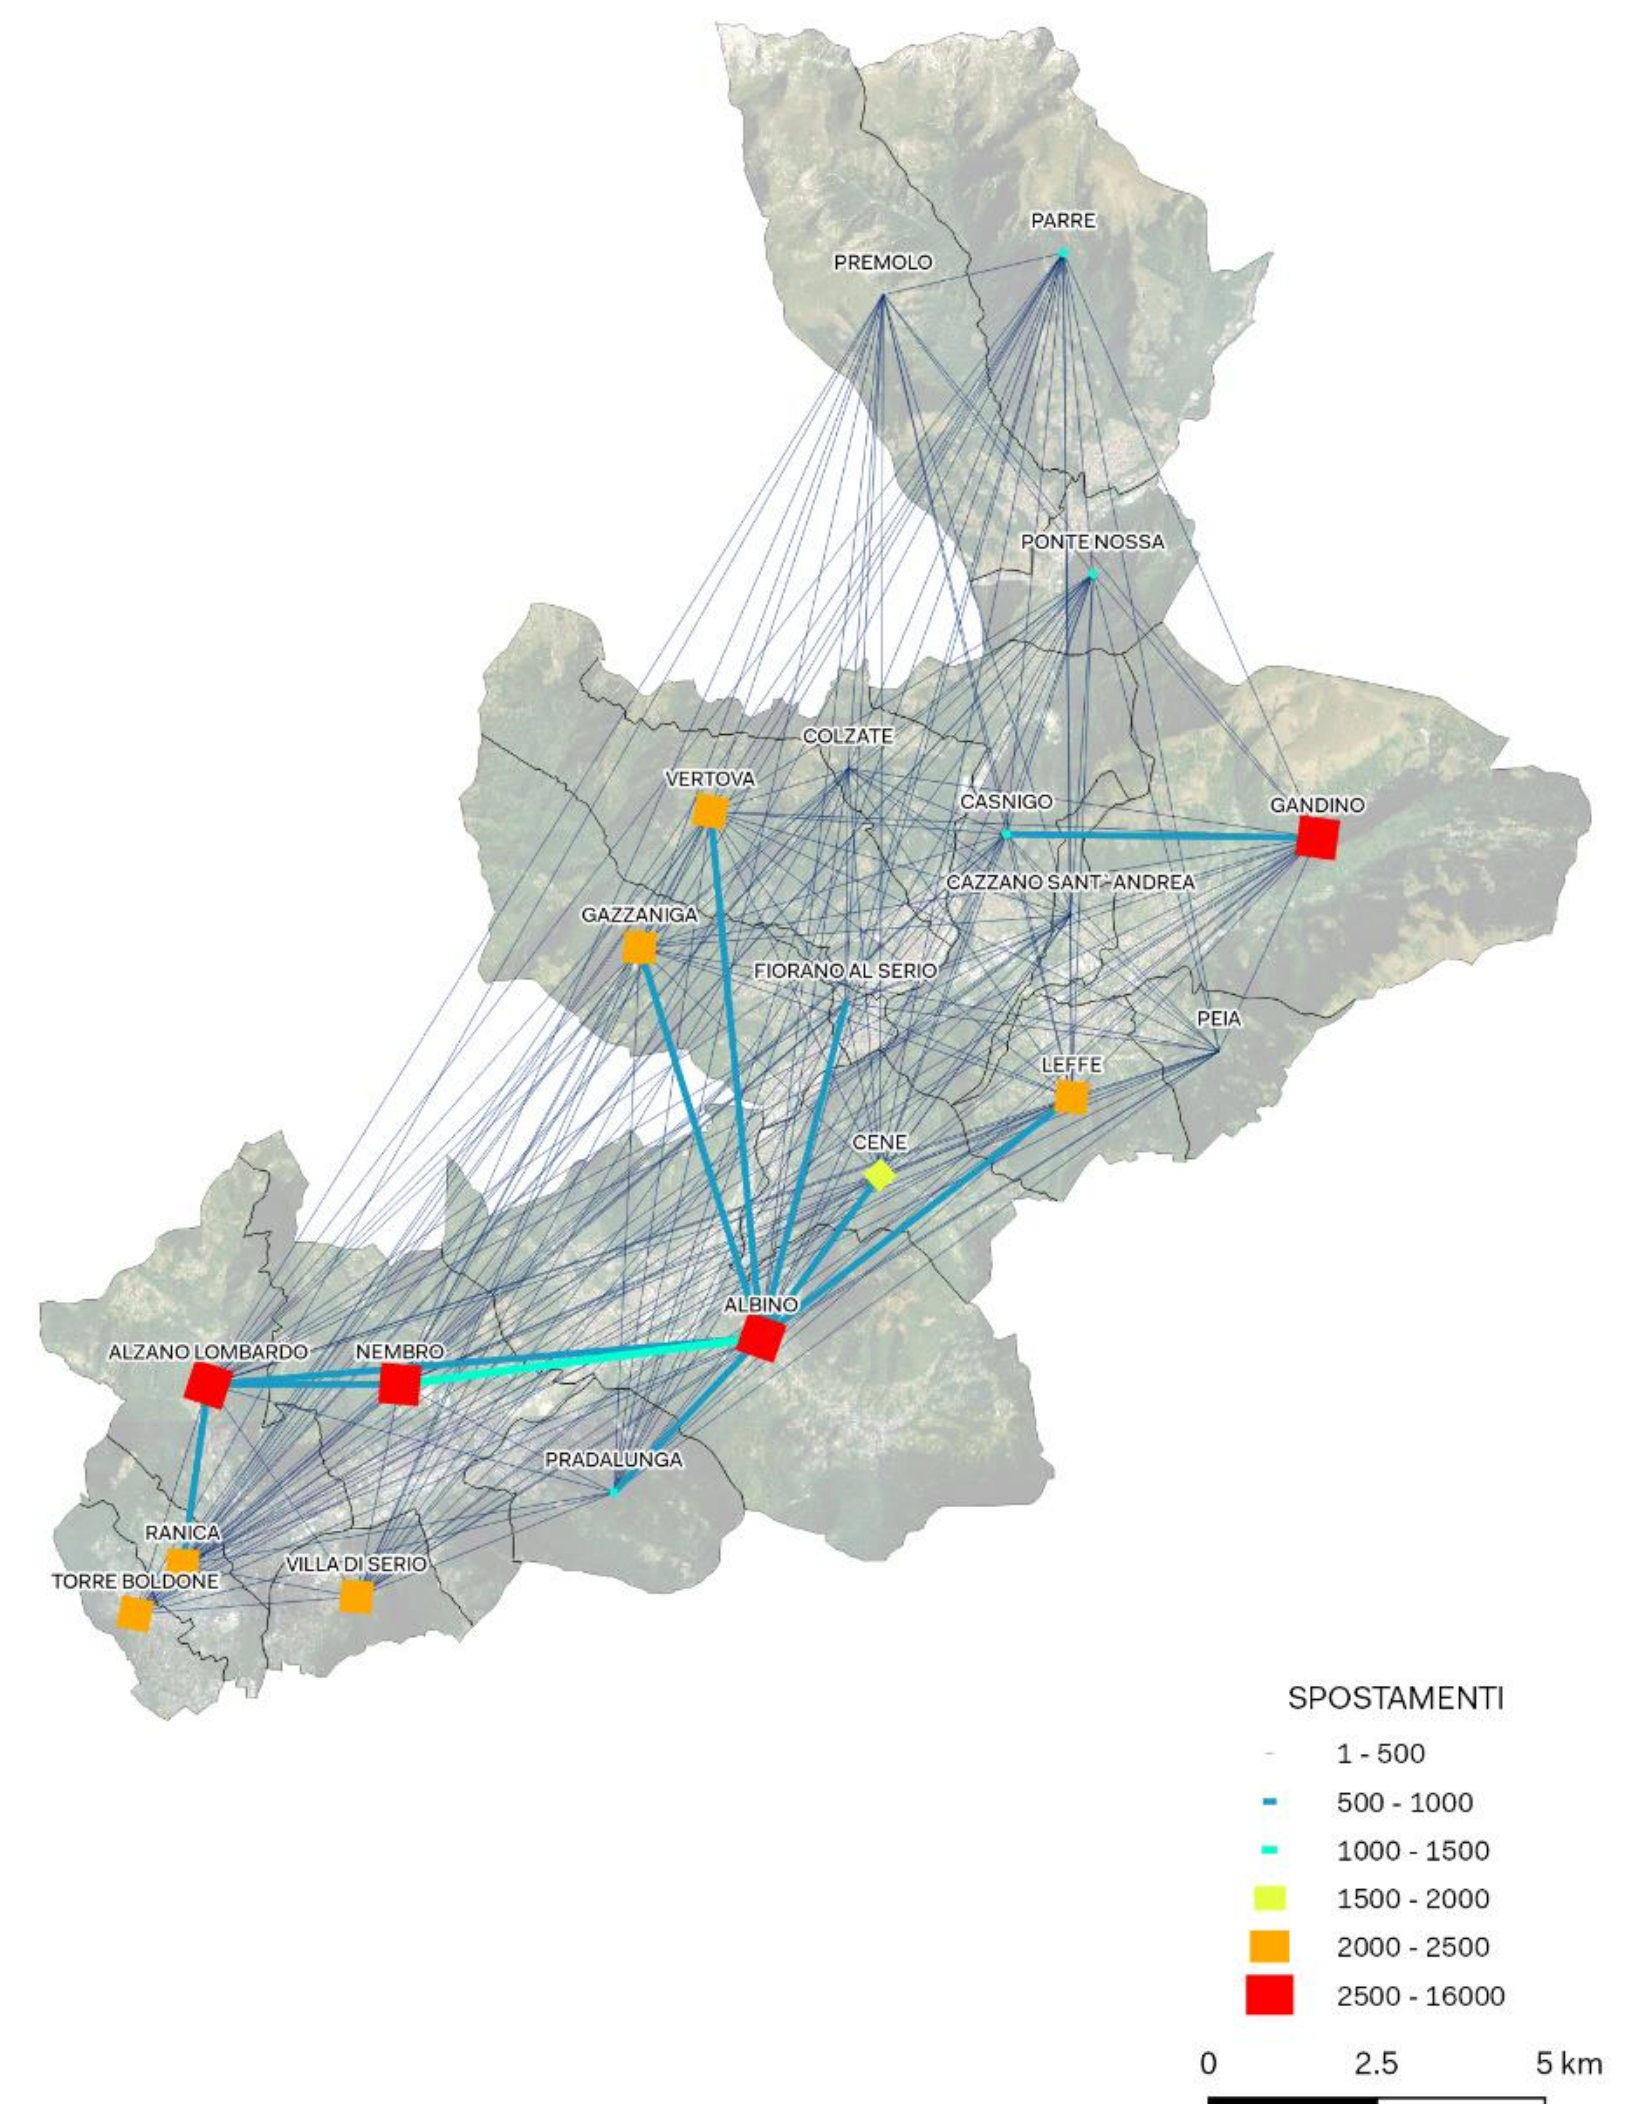 PARRE
PREMOLO
PONTE NOSSA
COLZATE
VERTOVA
CASNIGO
GANDINO
CAZZANO SANT`ANDREA
GAZZANIGA
FIORANO AL SERIO
PEIA
LEFFE
CENE
ALBINO
ALZANO LOMBARDO
NEMBRO
PRADALUNGA
RANICA
VILLA DI SERIO
TORRE BOLDONE
SPOSTAMENTI
1 - 500
500 - 1000
1000 - 1500
1500 - 2000
2000 - 2500
2500 - 16000
0 2.5 5 km